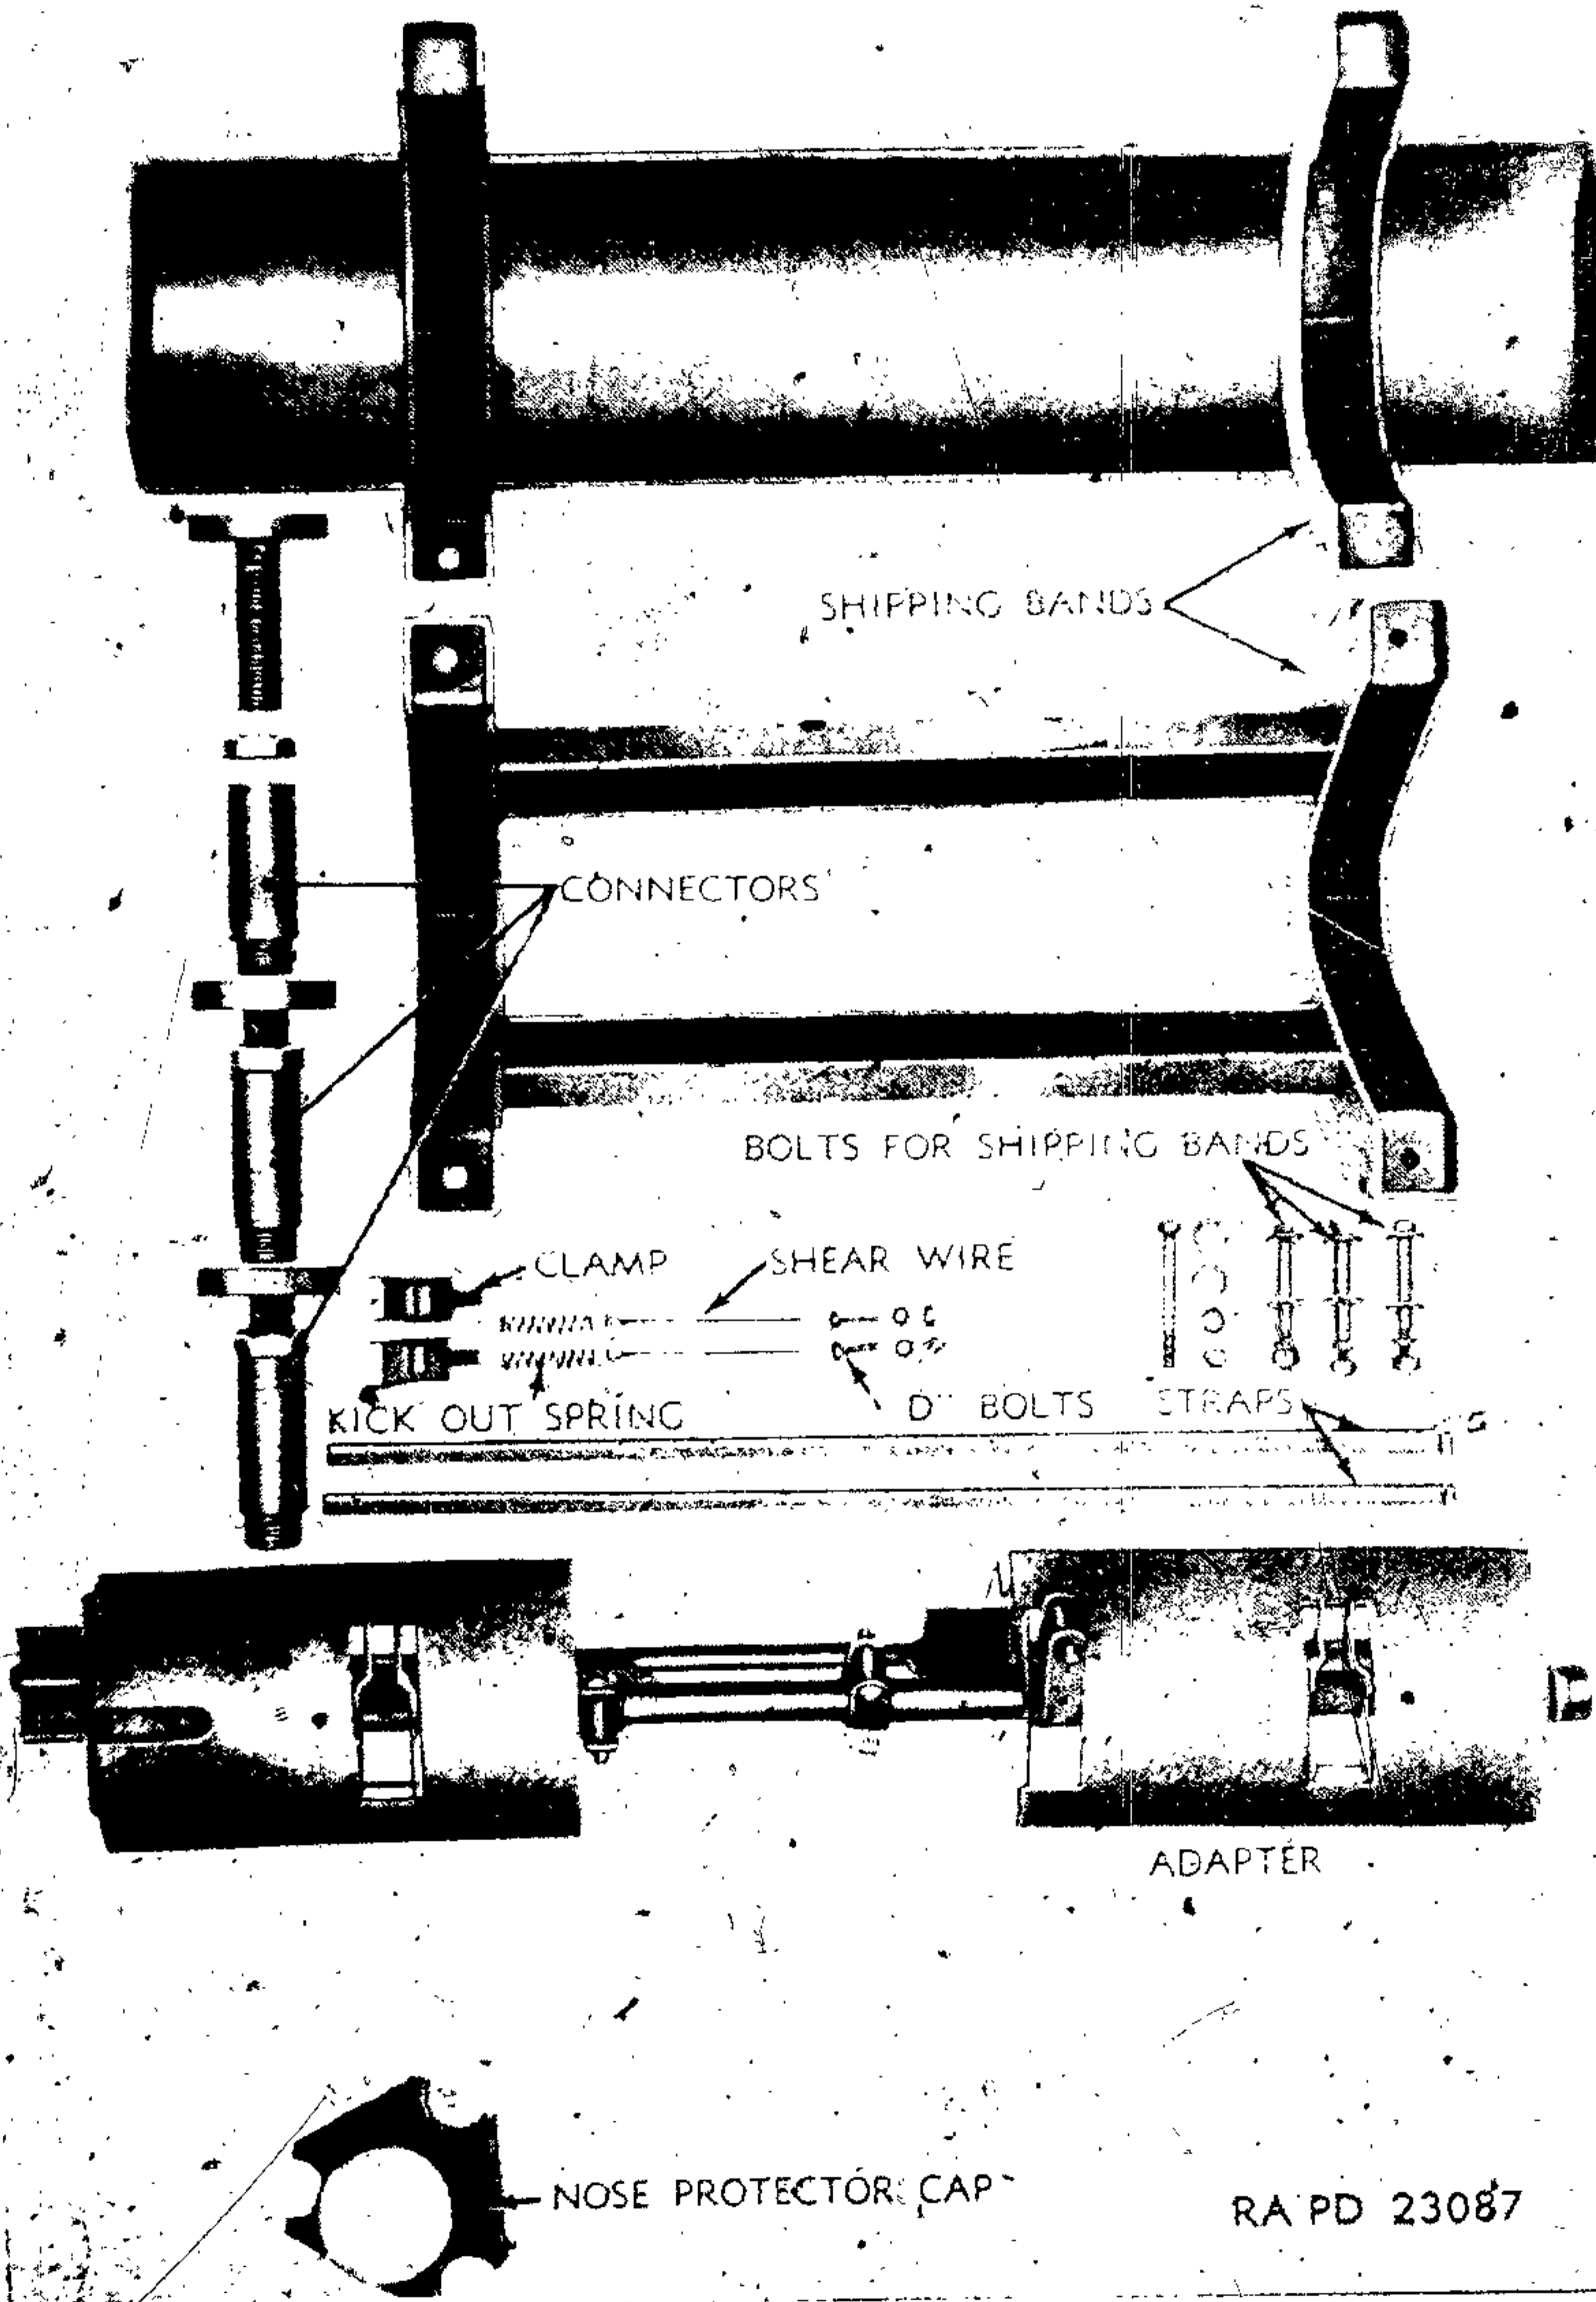 SHIPPING BANDS
CONNECTORS
BOLTS FOR SHIPPING BANDS
CLAMP
SHEAR WIRE
KICK OUT SPRING
"D" BOLTS
STRAPS
ADAPTER
NOSE PROTECTOR CAP
RA PD 23087